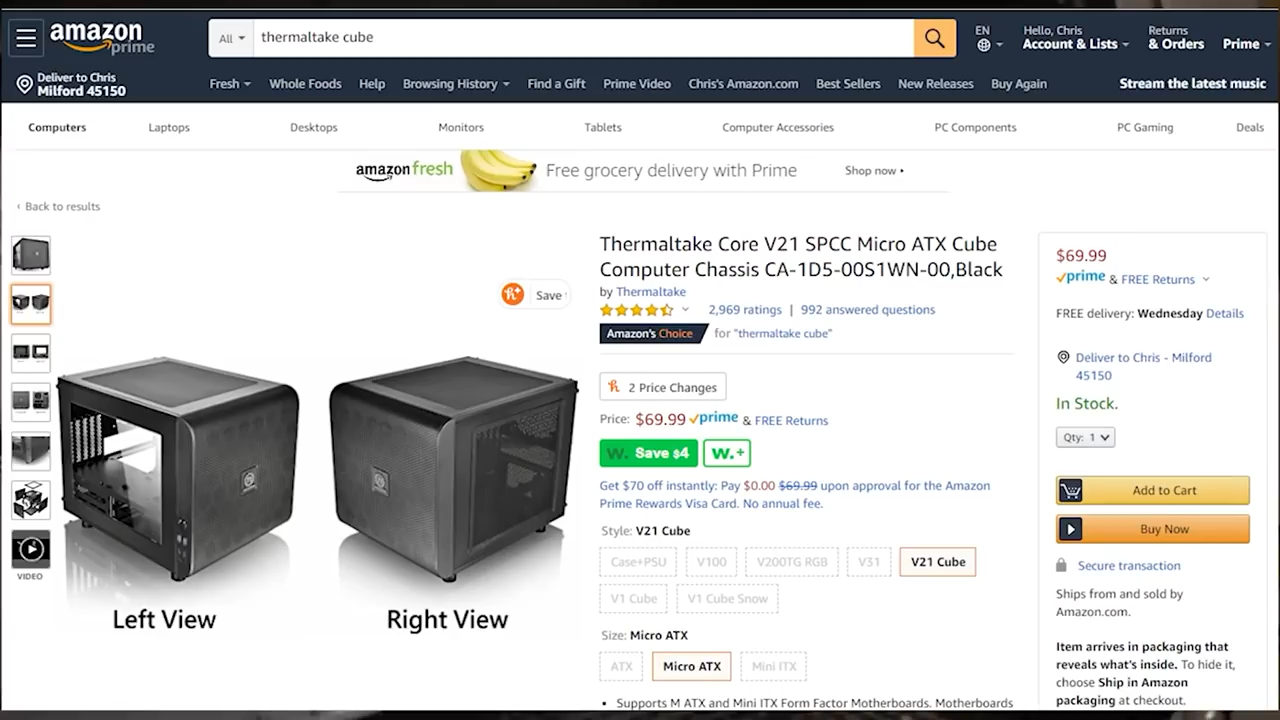 amazon prime
All
thermaltake cube
EN
Hello, Chris
Account & Lists
Returns
& Orders
Prime
Deliver to Chris
Milford 45150
Fresh
Whole Foods
Help
Browsing History
Find a Gift
Prime Video
Chris's Amazon.com
Best Sellers
New Releases
Buy Again
Stream the latest music
Computers
Laptops
Desktops
Monitors
Tablets
Computer Accessories
PC Components
PC Gaming
Deals
amazon fresh
Free grocery delivery with Prime
Shop now
‹ Back to results
VIDEO
Save
Left View
Right View
Thermaltake Core V21 SPCC Micro ATX Cube
Computer Chassis CA-1D5-00S1WN-00,Black
by Thermaltake
2,969 ratings | 992 answered questions
Amazon's Choice for "thermaltake cube"
2 Price Changes
Price: $69.99 prime & FREE Returns
w. Save $4
w.+
Get $70 off instantly: Pay $0.00 $69.99 upon approval for the Amazon
Prime Rewards Visa Card. No annual fee.
Style: V21 Cube
Case+PSU
V100
V200TG RGB
V31
V21 Cube
V1 Cube
V1 Cube Snow
Size: Micro ATX
ATX
Micro ATX
Mini ITX
• Supports M ATX and Mini ITX Form Factor Motherboards. Motherboards
$69.99
prime & FREE Returns
FREE delivery: Wednesday Details
Deliver to Chris - Milford
45150
In Stock.
Qty: 1
Add to Cart
Buy Now
Secure transaction
Ships from and sold by
Amazon.com.
Item arrives in packaging that
reveals what's inside. To hide it,
choose Ship in Amazon
packaging at checkout.